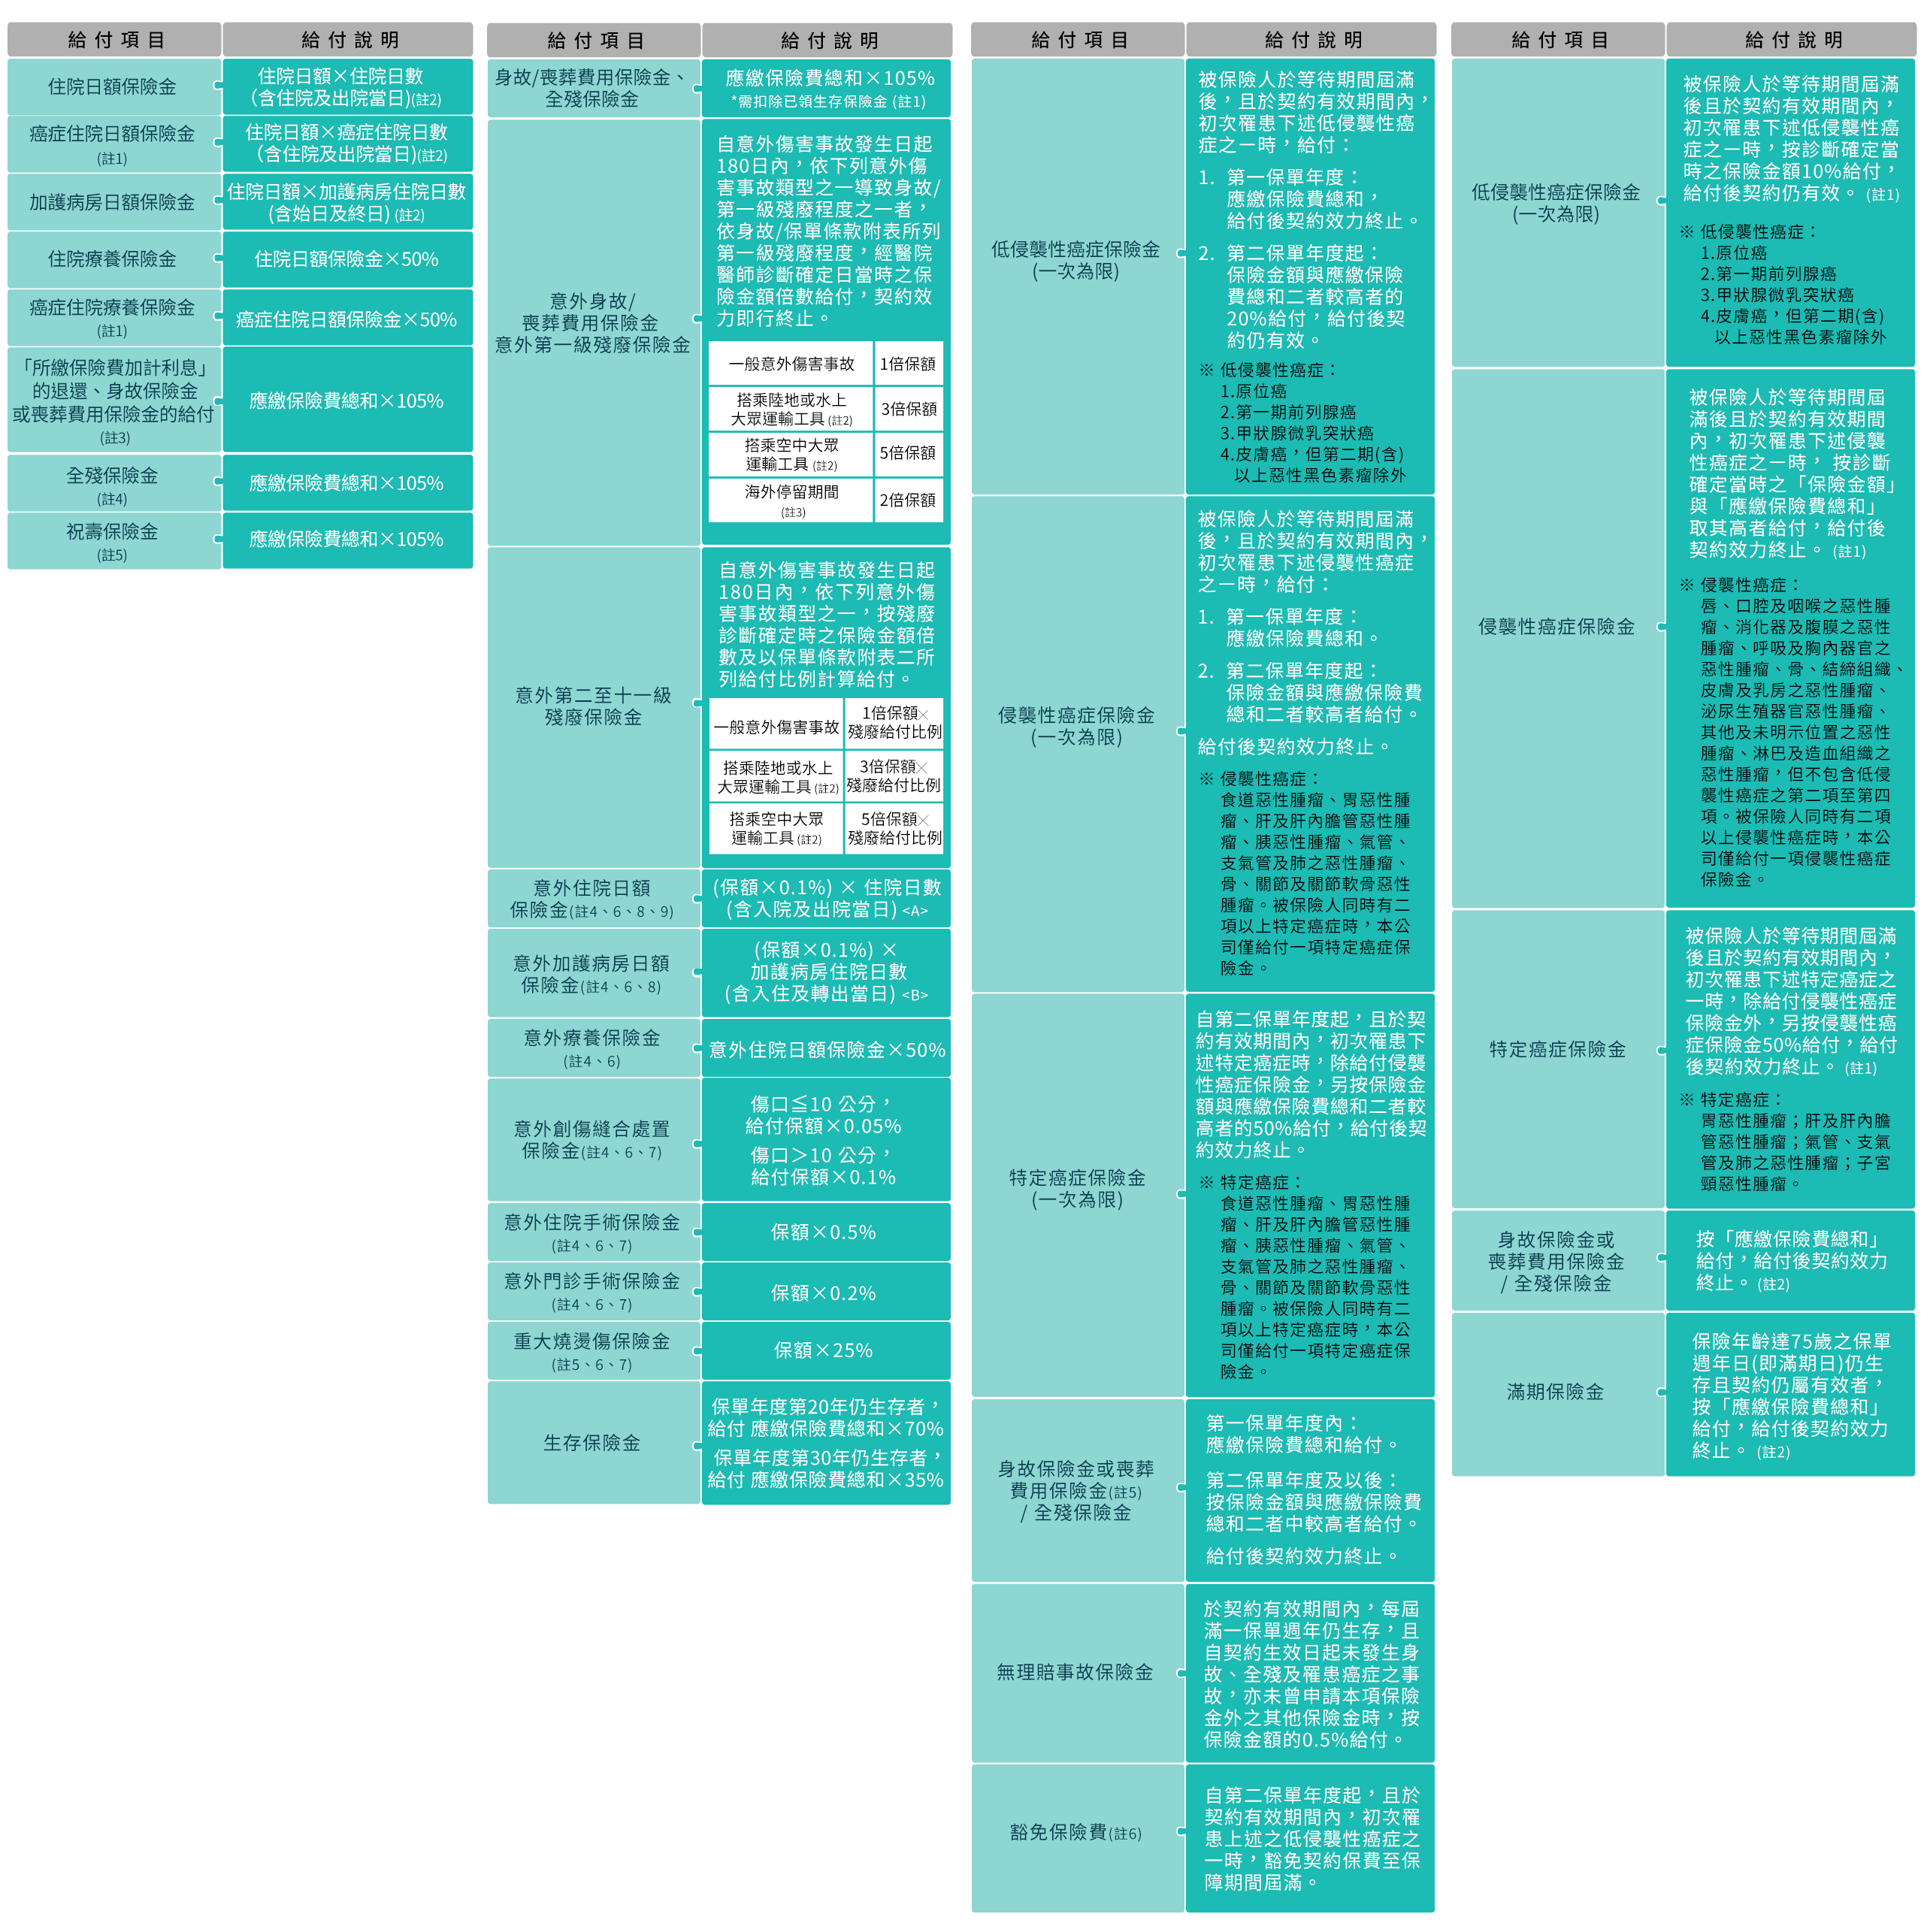 給付項目
給付說明
住院日額保險金
住院日額×住院日數
(含住院及出院當日)(註2)
癌症住院日額保險金
(註1)
住院日額×癌症住院日數
(含住院及出院當日)(註2)
加護病房日額保險金
住院日額×加護病房住院日數
(含始日及終日) (註2)
住院療養保險金
住院日額保險金×50%
癌症住院療養保險金
(註1)
癌症住院日額保險金×50%
「所繳保險費加計利息」
的退還、身故保險金
或喪葬費用保險金的給付
(註3)
應繳保險費總和×105%
全殘保險金
(註4)
應繳保險費總和×105%
祝壽保險金
(註5)
應繳保險費總和×105%
給付項目
給付說明
身故/喪葬費用保險金、
全殘保險金
應繳保險費總和×105%
*需扣除已領生存保險金 (註1)
意外身故/
喪葬費用保險金
意外第一級殘廢保險金
自意外傷害事故發生日起
180日內，依下列意外傷
害事故類型之一導致身故/
第一級殘廢程度之一者，
依身故/保單條款附表所列
第一級殘廢程度，經醫院
醫師診斷確定日當時之保
險金額倍數給付，契約效
力即行終止。
一般意外傷害事故
1倍保額
搭乘陸地或水上
大眾運輸工具 (註2)
3倍保額
搭乘空中大眾
運輸工具 (註2)
5倍保額
海外停留期間
(註3)
2倍保額
意外第二至十一級
殘廢保險金
自意外傷害事故發生日起
180日內，依下列意外傷
害事故類型之一，按殘廢
診斷確定時之保險金額倍
數及以保單條款附表二所
列給付比例計算給付。
一般意外傷害事故
1倍保額×
殘廢給付比例
搭乘陸地或水上
大眾運輸工具 (註2)
3倍保額×
殘廢給付比例
搭乘空中大眾
運輸工具 (註2)
5倍保額×
殘廢給付比例
意外住院日額
保險金(註4、6、8、9)
(保額×0.1%) × 住院日數
(含入院及出院當日) <A>
意外加護病房日額
保險金(註4、6、8)
(保額×0.1%) ×
加護病房住院日數
(含入住及轉出當日) <B>
意外療養保險金
(註4、6)
意外住院日額保險金×50%
意外創傷縫合處置
保險金(註4、6、7)
傷口≦10 公分，
給付保額×0.05%
傷口＞10 公分，
給付保額×0.1%
意外住院手術保險金
(註4、6、7)
保額×0.5%
意外門診手術保險金
(註4、6、7)
保額×0.2%
重大燒燙傷保險金
(註5、6、7)
保額×25%
生存保險金
保單年度第20年仍生存者，
給付 應繳保險費總和×70%
保單年度第30年仍生存者，
給付 應繳保險費總和×35%
給付項目
給付說明
低侵襲性癌症保險金
(一次為限)
被保險人於等待期間屆滿
後，且於契約有效期間內，
初次罹患下述低侵襲性癌
症之一時，給付：
1. 第一保單年度：
應繳保險費總和，
給付後契約效力終止。
2. 第二保單年度起：
保險金額與應繳保險
費總和二者較高者的
20%給付，給付後契
約仍有效。
※ 低侵襲性癌症：
1.原位癌
2.第一期前列腺癌
3.甲狀腺微乳突狀癌
4.皮膚癌，但第二期(含)
以上惡性黑色素瘤除外
侵襲性癌症保險金
(一次為限)
被保險人於等待期間屆滿
後，且於契約有效期間內，
初次罹患下述侵襲性癌症
之一時，給付：
1. 第一保單年度：
應繳保險費總和。
2. 第二保單年度起：
保險金額與應繳保險費
總和二者較高者給付。
給付後契約效力終止。
※ 侵襲性癌症：
食道惡性腫瘤、胃惡性腫
瘤、肝及肝內膽管惡性腫
瘤、胰惡性腫瘤、氣管、
支氣管及肺之惡性腫瘤、
骨、關節及關節軟骨惡性
腫瘤。被保險人同時有二
項以上特定癌症時，本公
司僅給付一項特定癌症保
險金。
特定癌症保險金
(一次為限)
自第二保單年度起，且於契
約有效期間內，初次罹患下
述特定癌症時，除給付侵襲
性癌症保險金，另按保險金
額與應繳保險費總和二者較
高者的50%給付，給付後契
約效力終止。
※ 特定癌症：
食道惡性腫瘤、胃惡性腫
瘤、肝及肝內膽管惡性腫
瘤、胰惡性腫瘤、氣管、
支氣管及肺之惡性腫瘤、
骨、關節及關節軟骨惡性
腫瘤。被保險人同時有二
項以上特定癌症時，本公
司僅給付一項特定癌症保
險金。
身故保險金或喪葬
費用保險金(註5)
/ 全殘保險金
第一保單年度內：
應繳保險費總和給付。
第二保單年度及以後：
按保險金額與應繳保險費
總和二者中較高者給付。
給付後契約效力終止。
無理賠事故保險金
於契約有效期間內，每屆
滿一保單週年仍生存，且
自契約生效日起未發生身
故、全殘及罹患癌症之事
故，亦未曾申請本項保險
金外之其他保險金時，按
保險金額的0.5%給付。
豁免保險費(註6)
自第二保單年度起，且於
契約有效期間內，初次罹
患上述之低侵襲性癌症之
一時，豁免契約保費至保
障期間屆滿。
給付項目
給付說明
低侵襲性癌症保險金
(一次為限)
被保險人於等待期間屆滿
後且於契約有效期間內，
初次罹患下述低侵襲性癌
症之一時，按診斷確定當
時之保險金額10%給付，
給付後契約仍有效。 (註1)
※ 低侵襲性癌症：
1.原位癌
2.第一期前列腺癌
3.甲狀腺微乳突狀癌
4.皮膚癌，但第二期(含)
以上惡性黑色素瘤除外
侵襲性癌症保險金
被保險人於等待期間屆
滿後且於契約有效期間
內，初次罹患下述侵襲
性癌症之一時， 按診斷
確定當時之「保險金額」
與「應繳保險費總和」
取其高者給付，給付後
契約效力終止。 (註1)
※ 侵襲性癌症：
唇、口腔及咽喉之惡性腫
瘤、消化器及腹膜之惡性
腫瘤、呼吸及胸內器官之
惡性腫瘤、骨、結締組織、
皮膚及乳房之惡性腫瘤、
泌尿生殖器官惡性腫瘤、
其他及未明示位置之惡性
腫瘤、淋巴及造血組織之
惡性腫瘤，但不包含低侵
襲性癌症之第二項至第四
項。被保險人同時有二項
以上侵襲性癌症時，本公
司僅給付一項侵襲性癌症
保險金。
特定癌症保險金
被保險人於等待期間屆滿
後且於契約有效期間內，
初次罹患下述特定癌症之
一時，除給付侵襲性癌症
保險金外，另按侵襲性癌
症保險金50%給付，給付
後契約效力終止。 (註1)
※ 特定癌症：
胃惡性腫瘤；肝及肝內膽
管惡性腫瘤；氣管、支氣
管及肺之惡性腫瘤；子宮
頸惡性腫瘤。
身故保險金或
喪葬費用保險金
/ 全殘保險金
按「應繳保險費總和」
給付，給付後契約效力
終止。 (註2)
滿期保險金
保險年齡達75歲之保單
週年日(即滿期日)仍生
存且契約仍屬有效者，
按「應繳保險費總和」
給付，給付後契約效力
終止。 (註2)